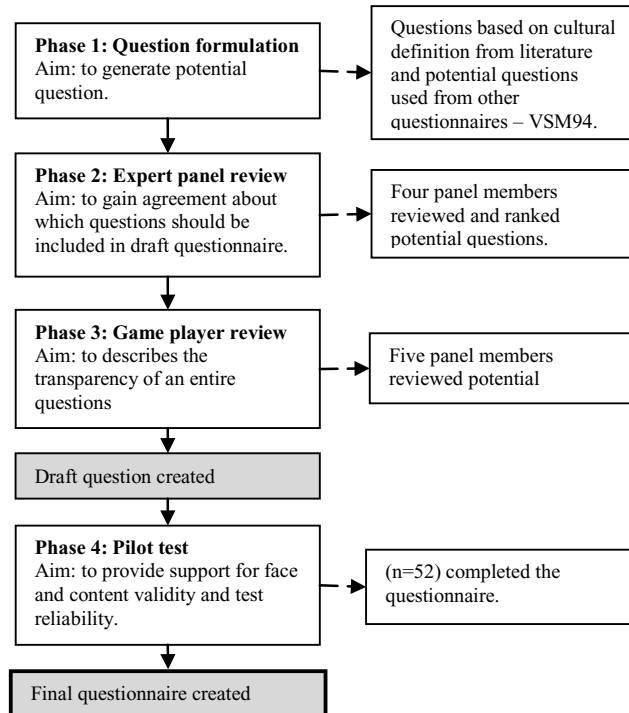 Phase 1: Question formulation
Aim: to generate potential
question.
Questions based on cultural
definition from literature
and potential questions
used from other
questionnaires – VSM94.
Phase 2: Expert panel review
Aim: to gain agreement about
which questions should be
included in draft questionnaire.
Four panel members
reviewed and ranked
potential questions.
Phase 3: Game player review
Aim: to describes the
transparency of an entire
questions
Five panel members
reviewed potential
Draft question created
Phase 4: Pilot test
Aim: to provide support for face
and content validity and test
reliability.
(n=52) completed the
questionnaire.
Final questionnaire created